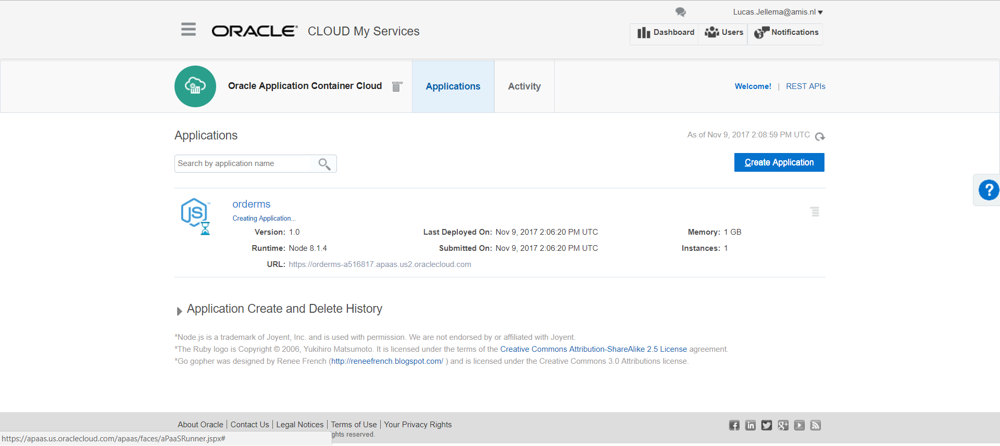 Lucas.Jellema@amis.nl
ORACLE® CLOUD My Services
Dashboard Users Notifications
Oracle Application Container Cloud
Applications
Activity
Welcome! | REST APIs
Applications
As of Nov 9, 2017 2:08:59 PM UTC
Search by application name
Create Application
JS™
orderms
Creating Application...
Version: 1.0 Last Deployed On: Nov 9, 2017 2:06:20 PM UTC Memory: 1 GB
Runtime: Node 8.1.4 Submitted On: Nov 9, 2017 2:06:20 PM UTC Instances: 1
URL: https://orderms-a516817.apaas.us2.oraclecloud.com
?
Application Create and Delete History
*Node.js is a trademark of Joyent, Inc. and is used with permission. We are not endorsed by or affiliated with Joyent.
*The Ruby logo is Copyright © 2006, Yukihiro Matsumoto. It is licensed under the terms of the Creative Commons Attribution-ShareAlike 2.5 License agreement.
*Go gopher was designed by Renee French (http://reneefrench.blogspot.com/ ) and is licensed under the Creative Commons 3.0 Attributions license.
About Oracle | Contact Us | Legal Notices | Terms of Use | Your Privacy Rights
ghts reserved.
https://apaas.us.oraclecloud.com/apaas/faces/aPaaSRunner.jspx#